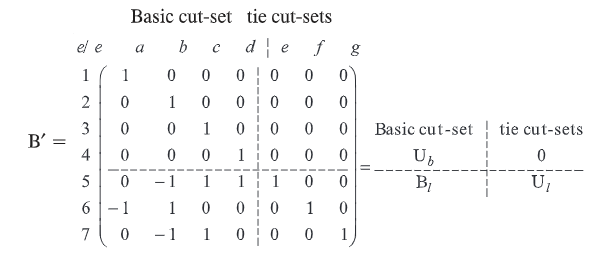 Basic cut-set tie cut-sets
e/ e a b c d e f g
1 1 0 0 0 0 0 0
2 0 1 0 0 0 0 0
B′ = 3 0 0 1 0 0 0 0 Basic cut-set tie cut-sets
4 0 0 0 1 0 0 0 = U_b 0
5 0 −1 1 1 1 0 0 B_l U_l
6 −1 1 0 0 0 1 0
7 0 −1 1 0 0 0 1